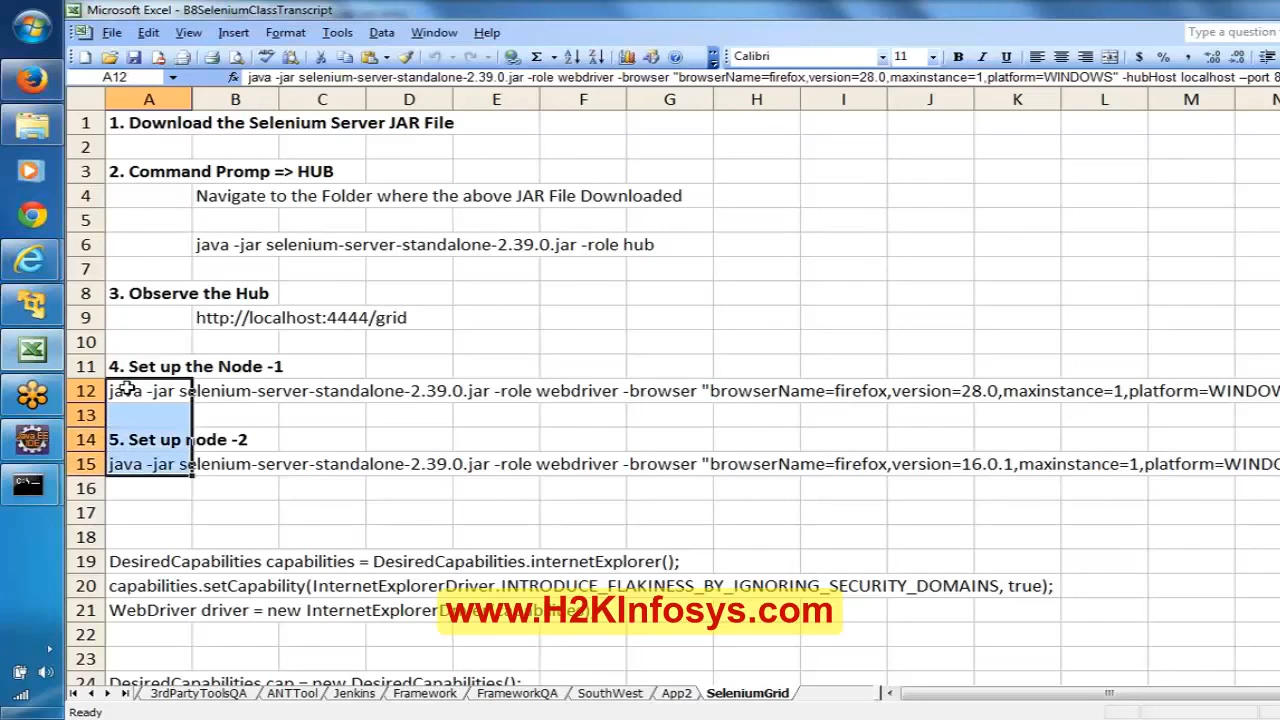 Microsoft Excel - B8SeleniumClassTranscript
File Edit View Insert Format Tools Data Window Help
Type a question
Calibri 11 B I U $ % ,
A12 fx java -jar selenium-server-standalone-2.39.0.jar -role webdriver -browser "browserName=firefox,version=28.0,maxinstance=1,platform=WINDOWS" -hubHost localhost –port
A B C D E F G H I J K L M
1 1. Download the Selenium Server JAR File
2
3 2. Command Promp => HUB
4 Navigate to the Folder where the above JAR File Downloaded
5
6 java -jar selenium-server-standalone-2.39.0.jar -role hub
7
8 3. Observe the Hub
9 http://localhost:4444/grid
10
11 4. Set up the Node -1
12 java -jar selenium-server-standalone-2.39.0.jar -role webdriver -browser "browserName=firefox,version=28.0,maxinstance=1,platform=WINDOW
13
14 5. Set up node -2
15 java -jar selenium-server-standalone-2.39.0.jar -role webdriver -browser "browserName=firefox,version=16.0.1,maxinstance=1,platform=WINDO
16
17
18
19 DesiredCapabilities capabilities = DesiredCapabilities.internetExplorer();
20 capabilities.setCapability(InternetExplorerDriver.INTRODUCE_FLAKINESS_BY_IGNORING_SECURITY_DOMAINS, true);
21 WebDriver driver = new
www.H2KInfosys.com
22
23
24 DesiredCapabilities cap = new DesiredCapabilities();
3rdPartyToolsQA ANTTool Jenkins Framework FrameworkQA SouthWest App2 SeleniumGrid
Ready